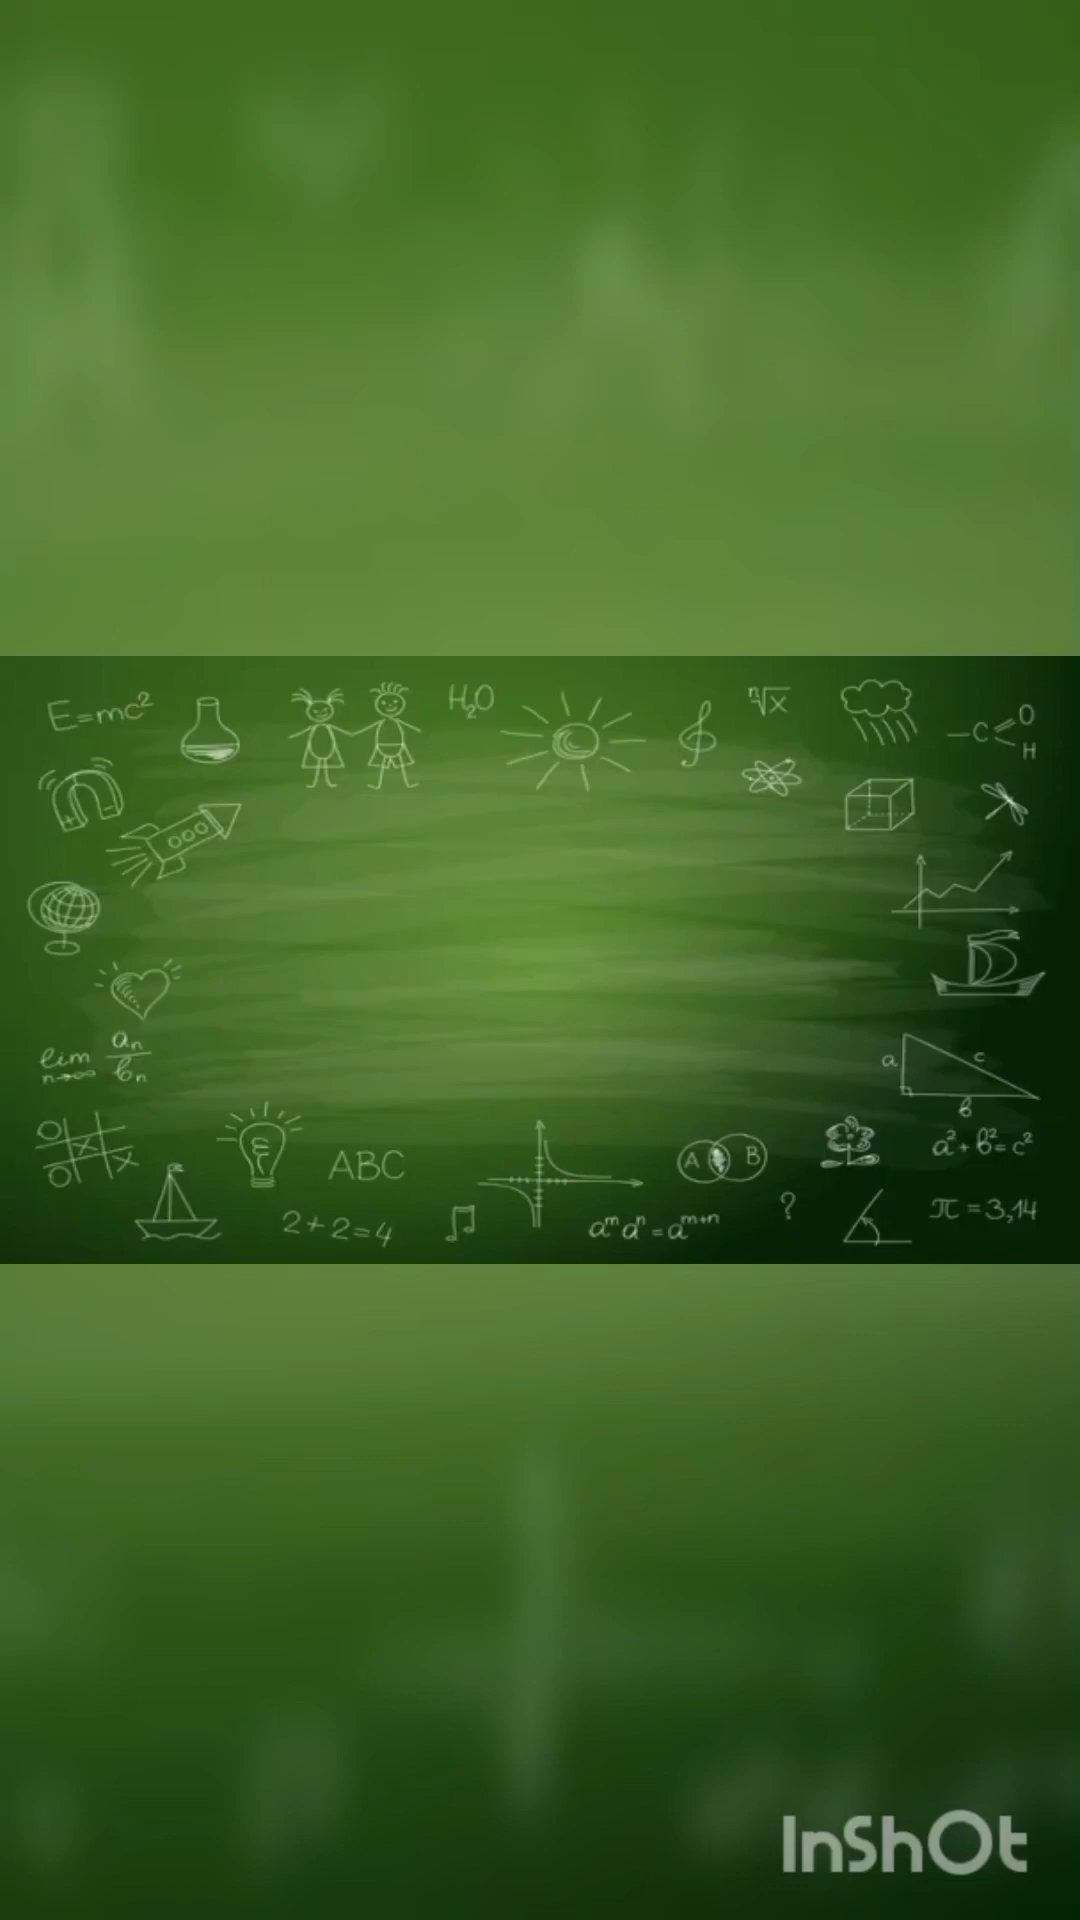 E=mc²
H₂O
ⁿ√x
-C
O
H
lim aₙ/bₙ
n→∞
a
c
b
O
X
O
X
ABC
A
B
a²+b²=c²
2+2=4
aᵐaⁿ=aᵐ⁺ⁿ
?
π=3,14
InShOt